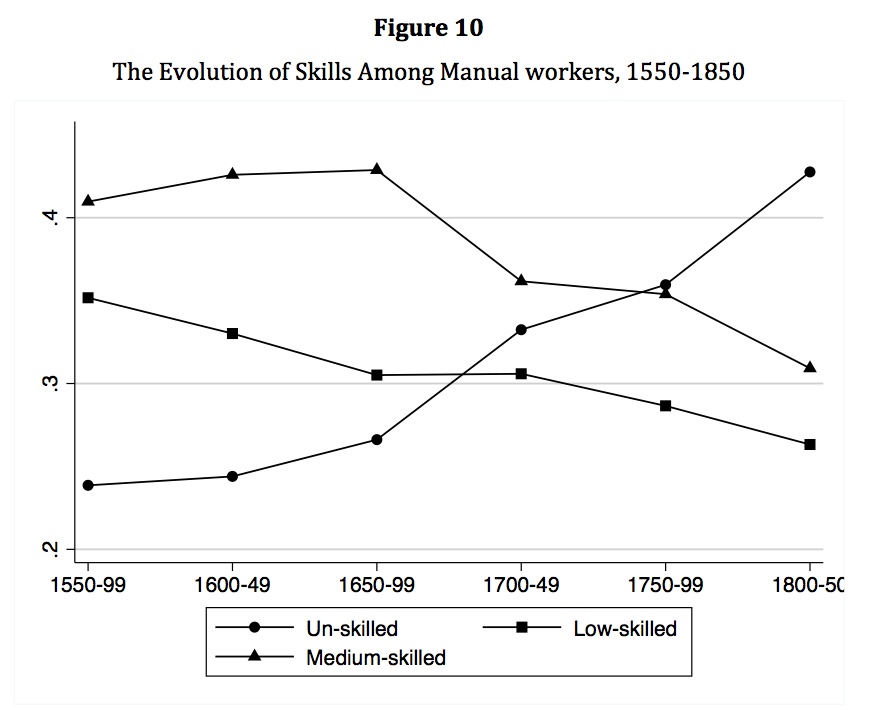 Figure 10
The Evolution of Skills Among Manual workers, 1550-1850
.4
.3
.2
1550-99 1600-49 1650-99 1700-49 1750-99 1800-50
Un-skilled Low-skilled
Medium-skilled